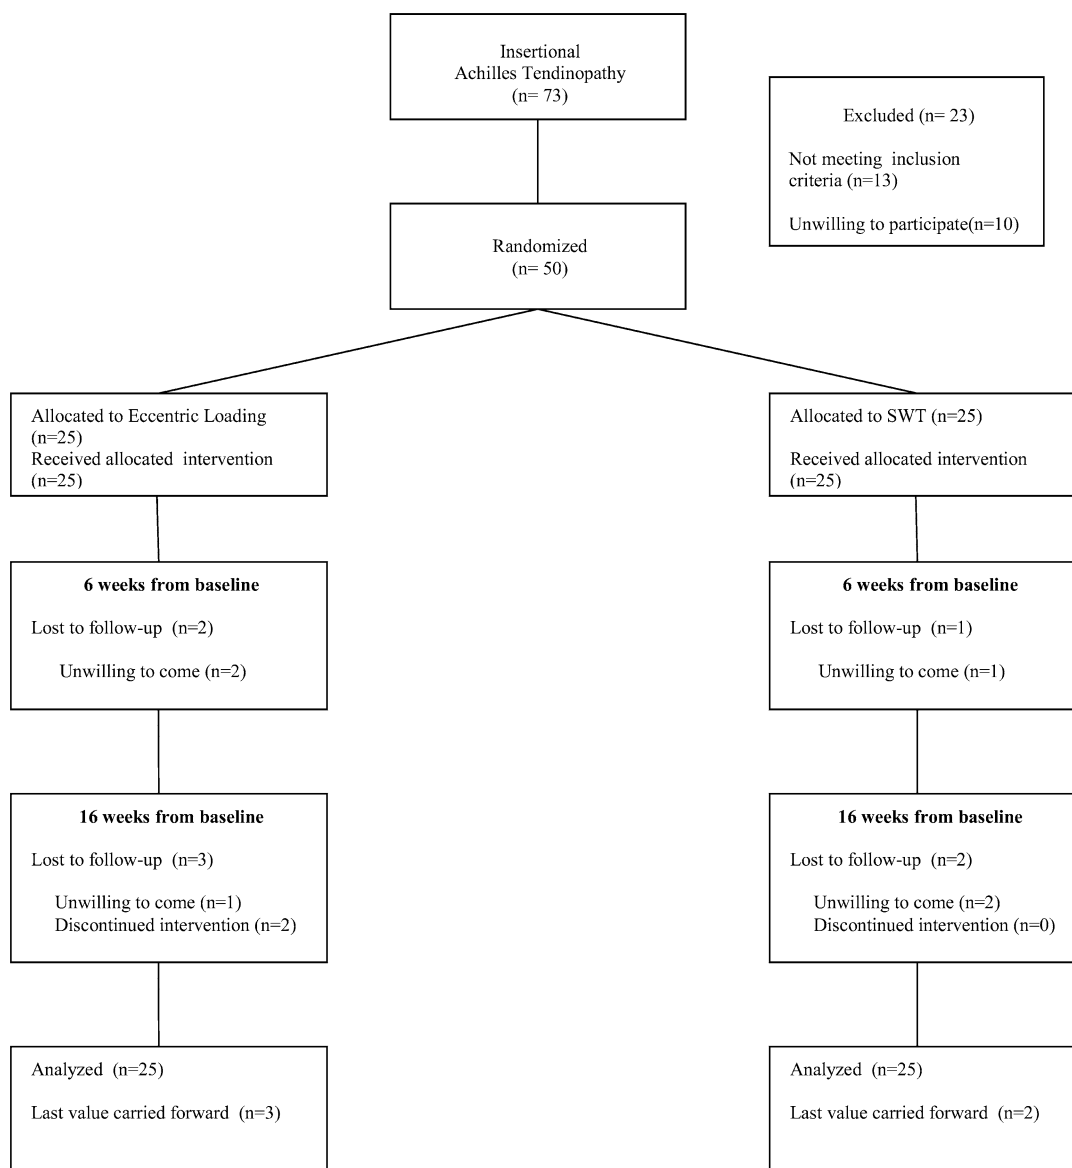 Insertional
Achilles Tendinopathy
(n= 73)
Excluded (n= 23)
Not meeting inclusion
criteria (n=13)
Unwilling to participate(n=10)
Randomized
(n= 50)
Allocated to Eccentric Loading
(n=25)
Received allocated intervention
(n=25)
Allocated to SWT (n=25)
Received allocated intervention
(n=25)
6 weeks from baseline
Lost to follow-up (n=2)
Unwilling to come (n=2)
6 weeks from baseline
Lost to follow-up (n=1)
Unwilling to come (n=1)
16 weeks from baseline
Lost to follow-up (n=3)
Unwilling to come (n=1)
Discontinued intervention (n=2)
16 weeks from baseline
Lost to follow-up (n=2)
Unwilling to come (n=2)
Discontinued intervention (n=0)
Analyzed (n=25)
Last value carried forward (n=3)
Analyzed (n=25)
Last value carried forward (n=2)